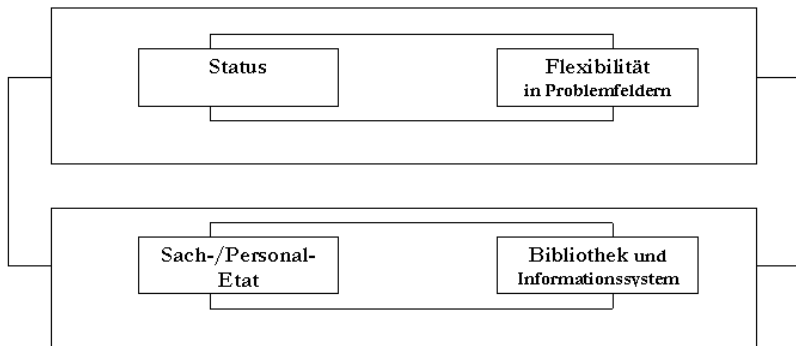 Status
Flexibilität
in Problemfeldern
Sach-/Personal-
Etat
Bibliothek und
Informationssystem